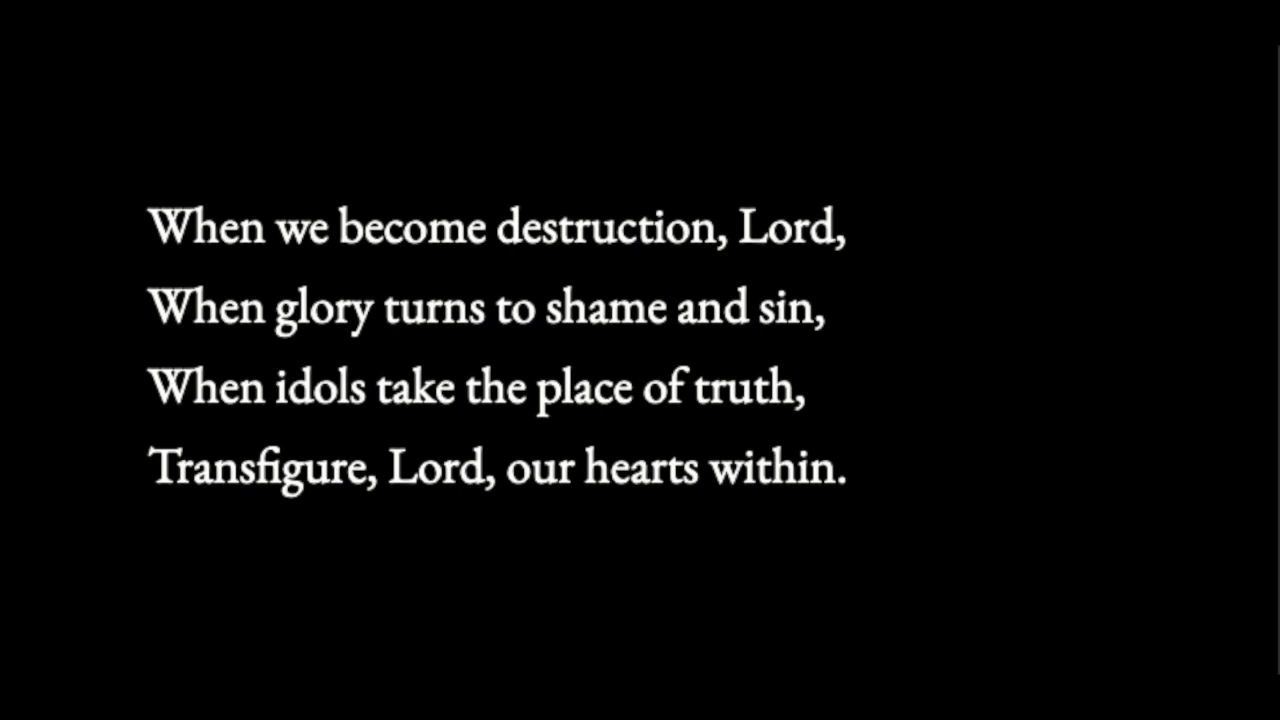 When we become destruction, Lord,
When glory turns to shame and sin,
When idols take the place of truth,
Transfigure, Lord, our hearts within.